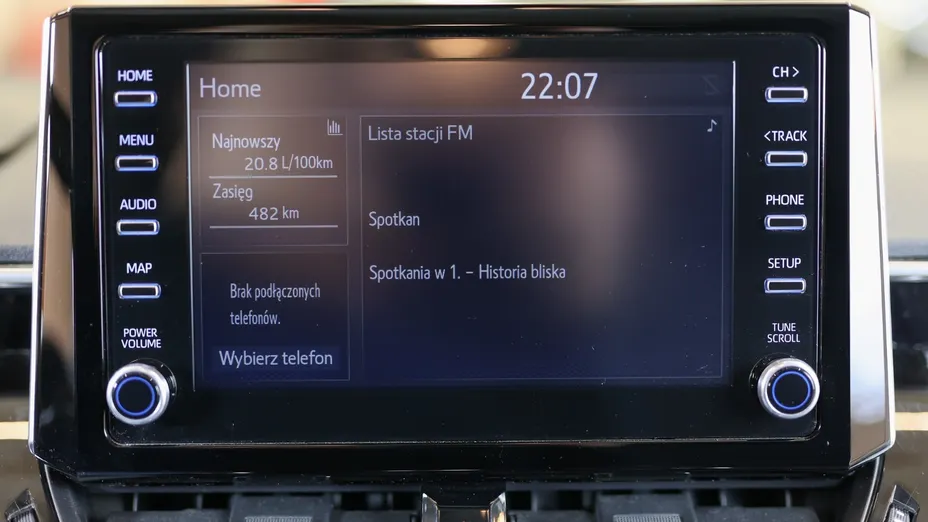 HOME
MENU
AUDIO
MAP
POWER
VOLUME
Home
22:07
Najnowszy
20.8 L/100km
Zasięg
482 km
Brak podłączonych
telefonów.
Wybierz telefon
Lista stacji FM
Spotkan
Spotkania w 1. – Historia bliska
CH >
<TRACK
PHONE
SETUP
TUNE
SCROLL